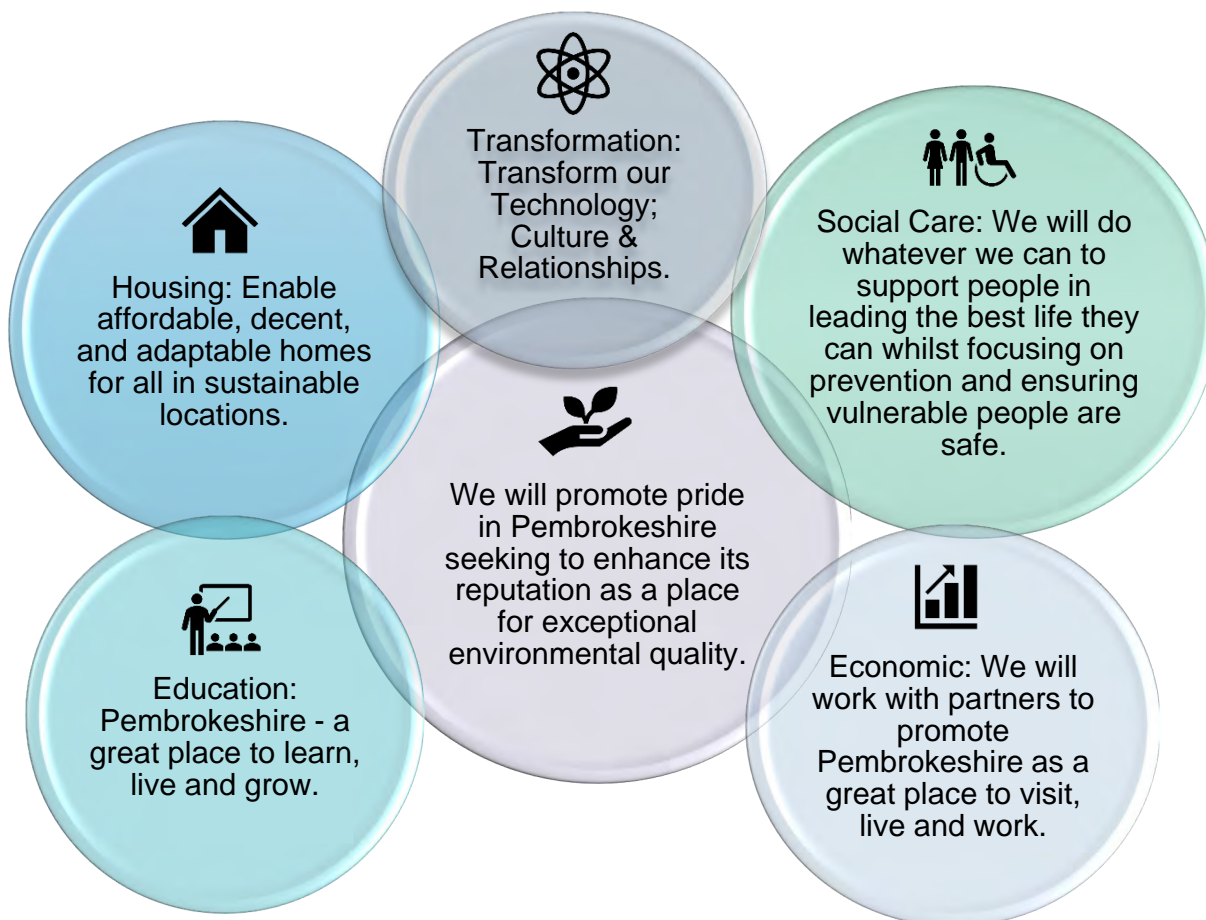 Transformation:
Transform our
Technology;
Culture &
Relationships.
Housing: Enable
affordable, decent,
and adaptable homes
for all in sustainable
locations.
Social Care: We will do
whatever we can to
support people in
leading the best life they
can whilst focusing on
prevention and ensuring
vulnerable people are
safe.
We will promote pride
in Pembrokeshire
seeking to enhance its
reputation as a place
for exceptional
environmental quality.
Education:
Pembrokeshire - a
great place to learn,
live and grow.
Economic: We will
work with partners to
promote
Pembrokeshire as a
great place to visit,
live and work.